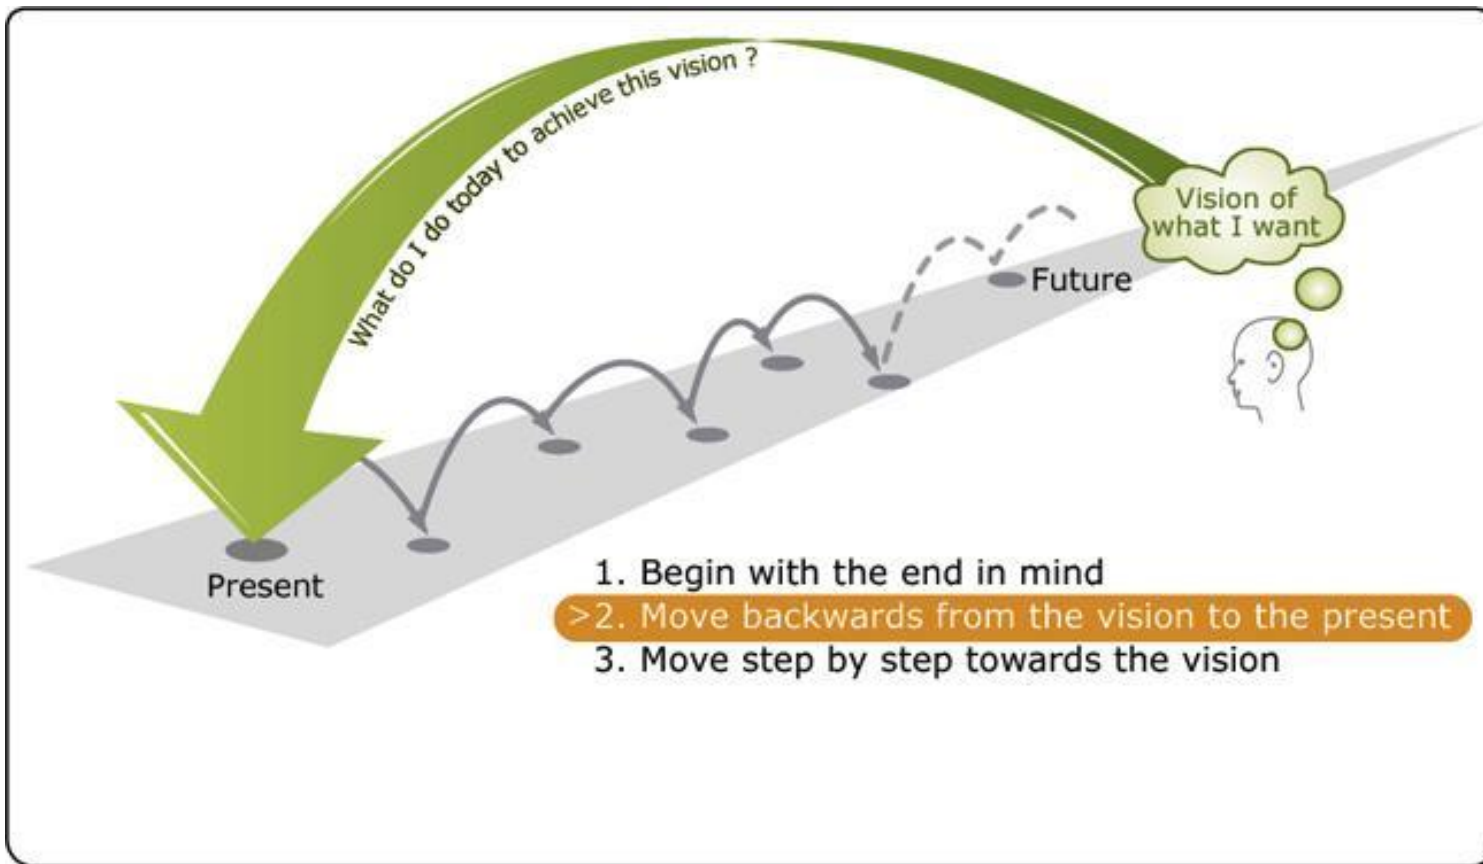 What do I do today to achieve this vision ?
Vision of
what I want
Future
Present
1. Begin with the end in mind
>2. Move backwards from the vision to the present
3. Move step by step towards the vision